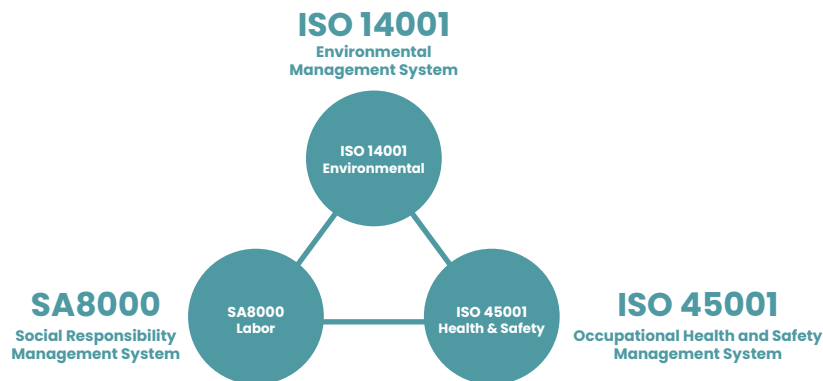 ISO 14001
Environmental
Management System
ISO 14001
Environmental
SA8000
Social Responsibility
Management System
SA8000
Labor
ISO 45001
Health & Safety
ISO 45001
Occupational Health and Safety
Management System